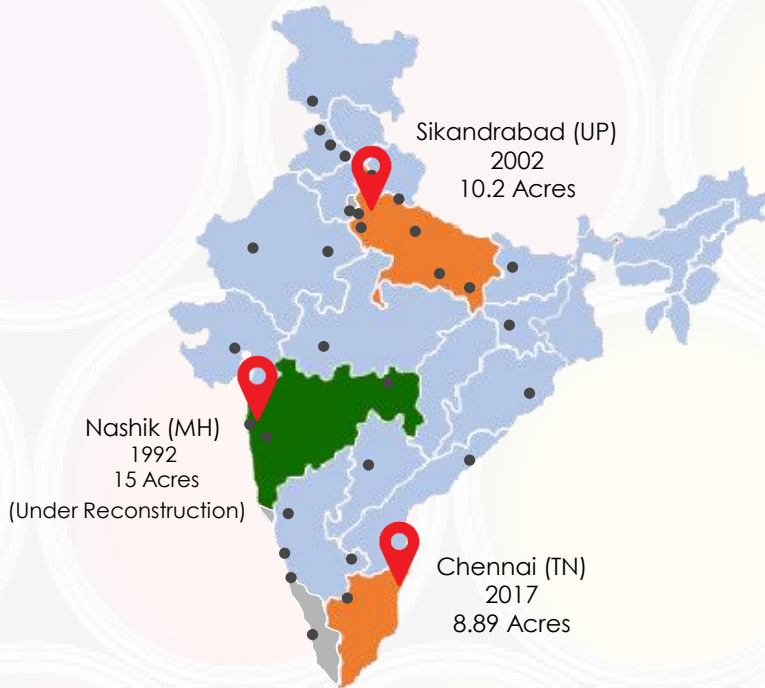 Sikandrabad (UP)
2002
10.2 Acres
Nashik (MH)
1992
15 Acres
(Under Reconstruction)
Chennai (TN)
2017
8.89 Acres